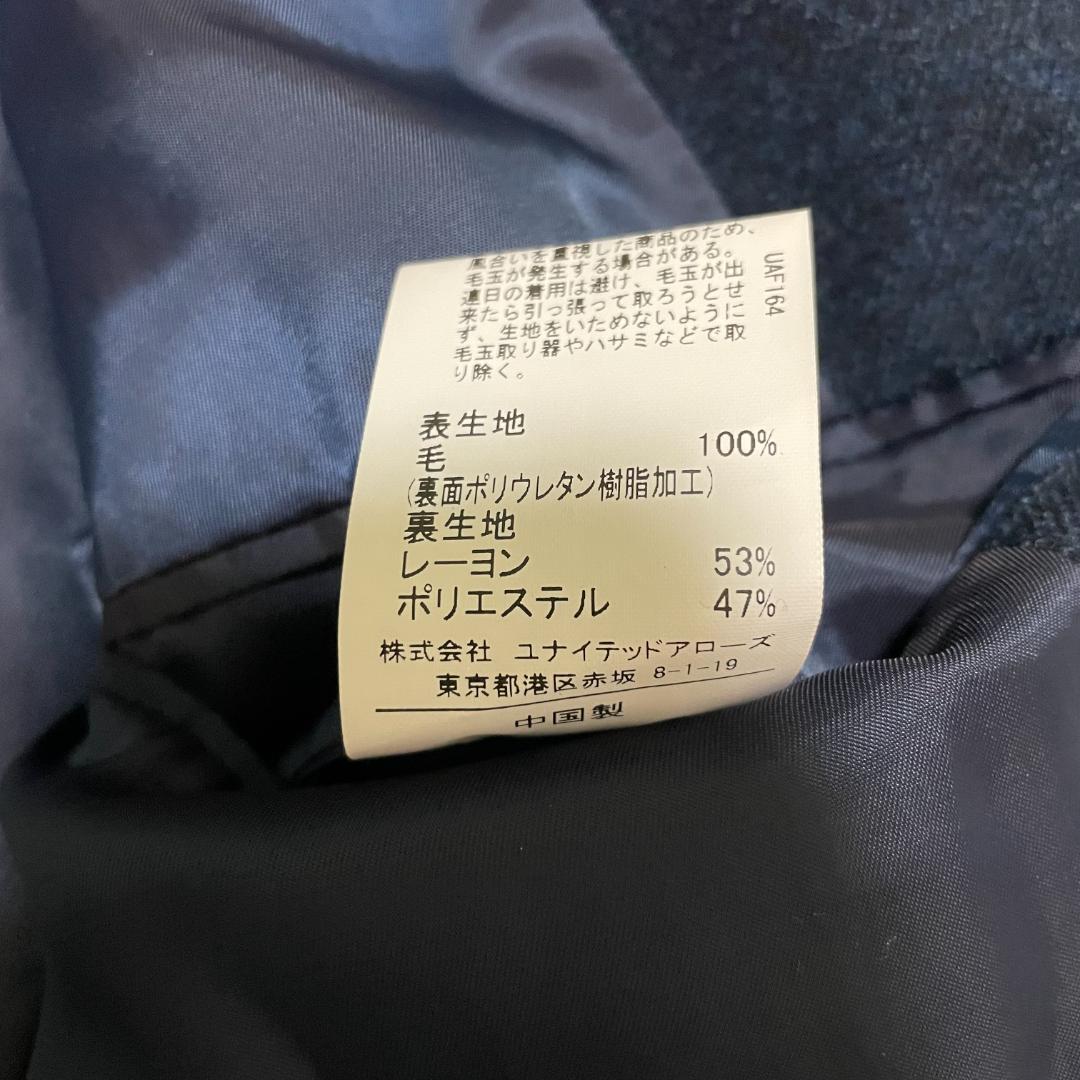 風合いを重視した商品のため、
毛玉が発生する場合がある。
連日の着用は避け、毛玉が出
来たら引っ張って取ろうとせ
ず、生地をいためないように
毛玉取り器やハサミなどで取
り除く。
UAF164
表生地
毛 100%
(裏面ポリウレタン樹脂加工)
裏生地
レーヨン 53%
ポリエステル 47%
株式会社 ユナイテッドアローズ
東京都港区赤坂 8-1-19
中国製